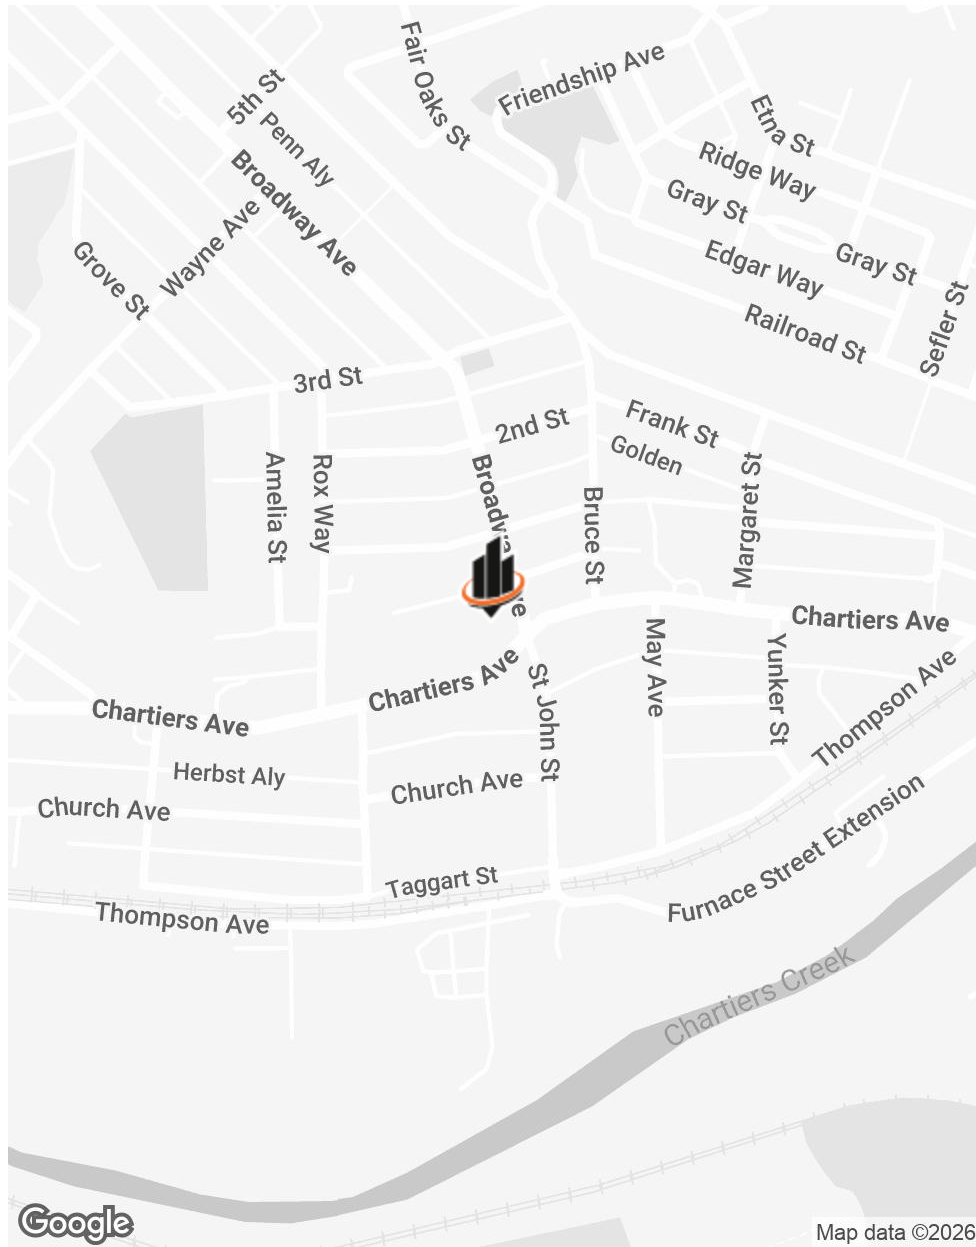 Fair Oaks St
Friendship Ave
5th St
Penn Aly
Etna St
Broadway Ave
Ridge Way
Gray St
Wayne Ave
Grove St
Edgar Way
Gray St
Railroad St
Sefler St
3rd St
2nd St
Frank St
Golden
Amelia St
Rox Way
Broadwa
ve
Bruce St
Margaret St
Chartiers Ave
May Ave
Yunker St
Chartiers Ave
St John St
Thompson Ave
Chartiers Ave
Herbst Aly
Church Ave
Church Ave
Taggart St
Furnace Street Extension
Thompson Ave
Chartiers Creek
Google
Map data ©2026